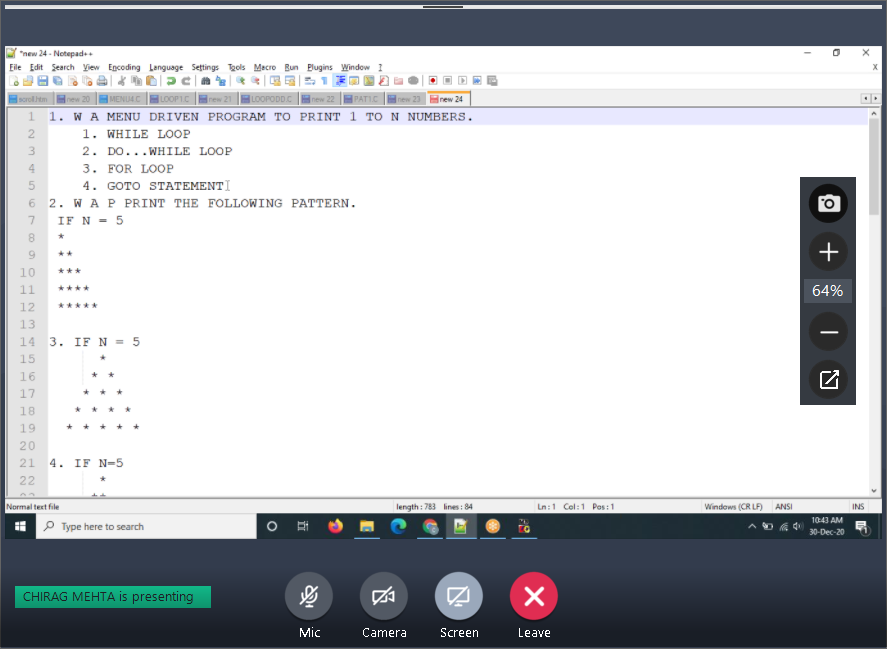 *new 24 - Notepad++
File Edit Search View Encoding Language Settings Tools Macro Run Plugins Window ? X
scroll.htm new 20 MENU4.C LOOP1.C new 21 LOOPODD.C new 22 PAT1.C new 23 new 24
1 1. W A MENU DRIVEN PROGRAM TO PRINT 1 TO N NUMBERS.
2 1. WHILE LOOP
3 2. DO...WHILE LOOP
4 3. FOR LOOP
5 4. GOTO STATEMENT
6 2. W A P PRINT THE FOLLOWING PATTERN.
7 IF N = 5
8 *
9 **
10 ***
11 ****
12 *****
13
14 3. IF N = 5
15 *
16 * *
17 * * *
18 * * * *
19 * * * * *
20
21 4. IF N=5
22 *
23 **
64%
Normal text file length : 783 lines : 84 Ln : 1 Col : 1 Pos : 1 Windows (CR LF) ANSI INS
Type here to search
10:43 AM
30-Dec-20
1
CHIRAG MEHTA is presenting
Mic Camera Screen Leave